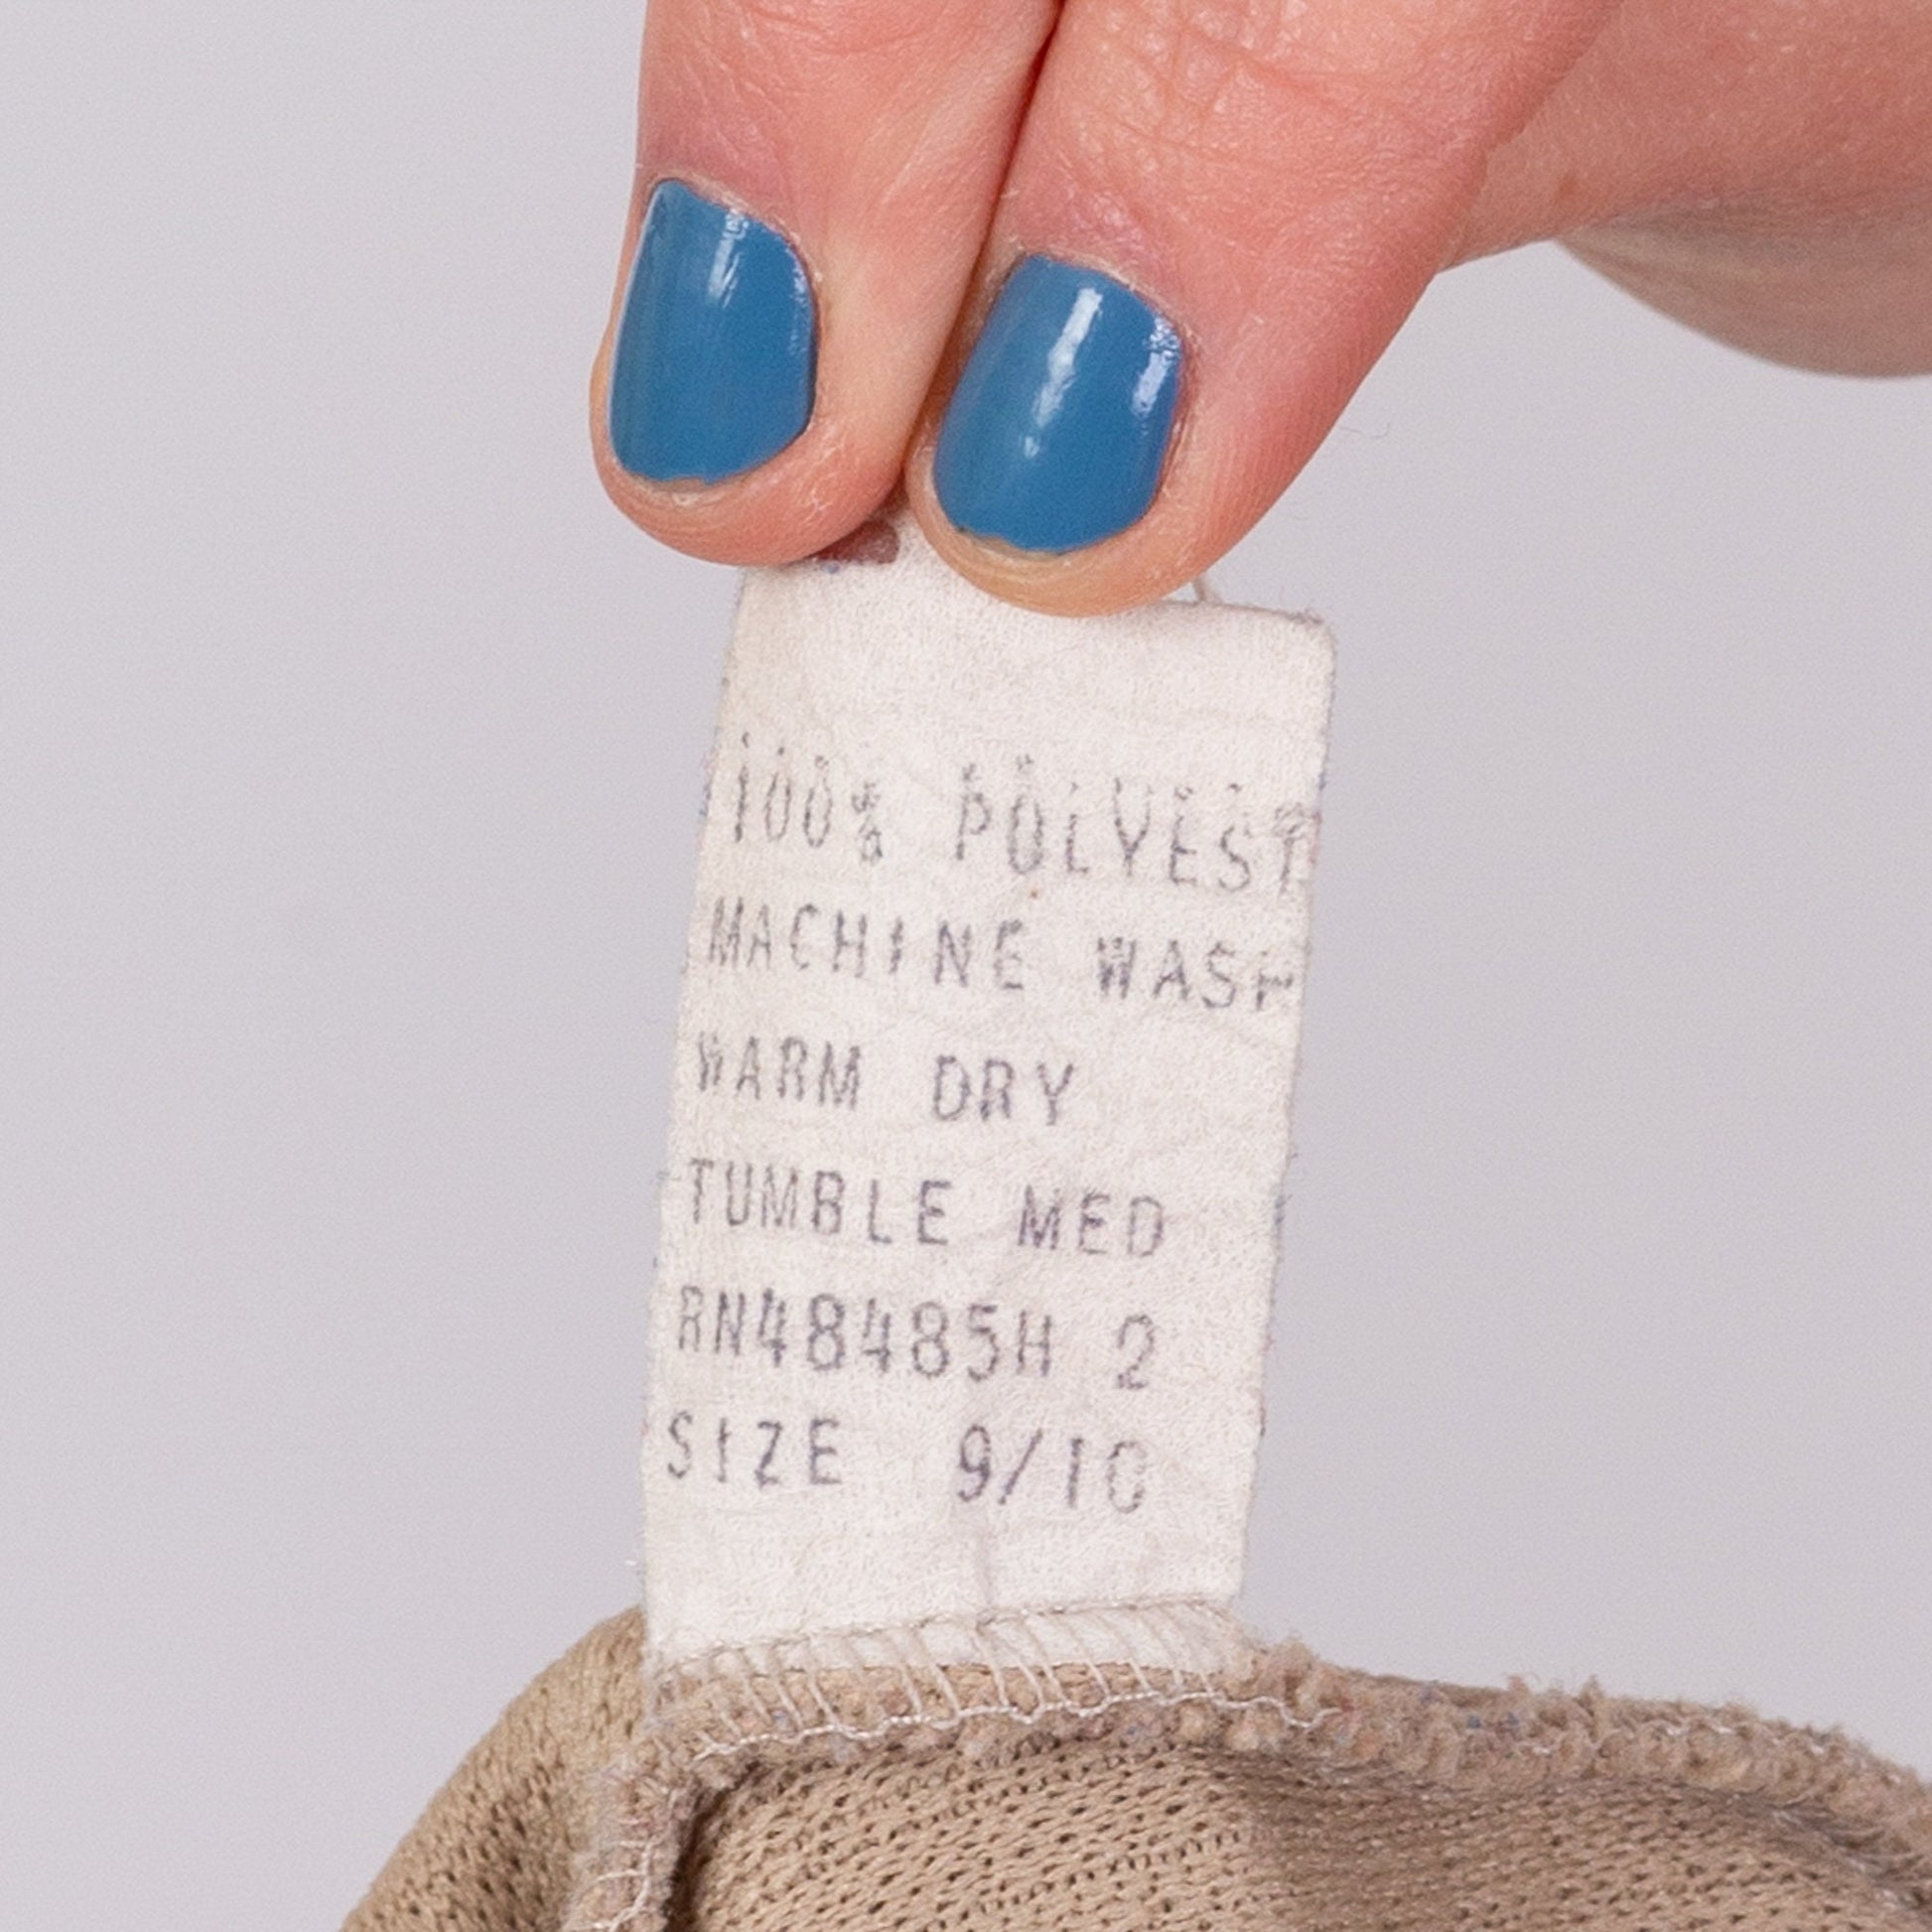 100% POLYEST
MACHINE WASH
WARM DRY
TUMBLE MED
RN48485H 2
SIZE 9/10